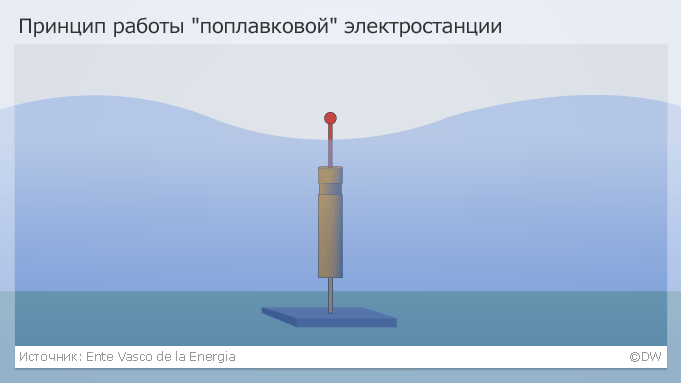 Принцип работы "поплавковой" электростанции
Источник: Ente Vasco de la Energia
©DW